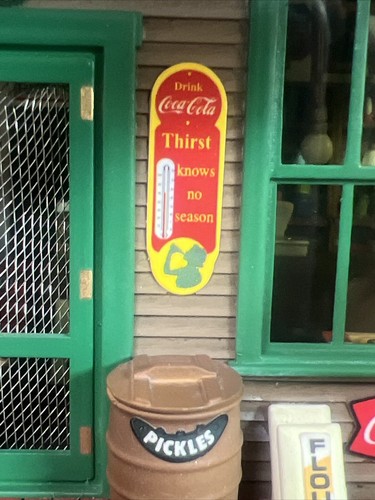 Drink
Coca-Cola
Thirst
knows
no
season
PICKLES
FLO